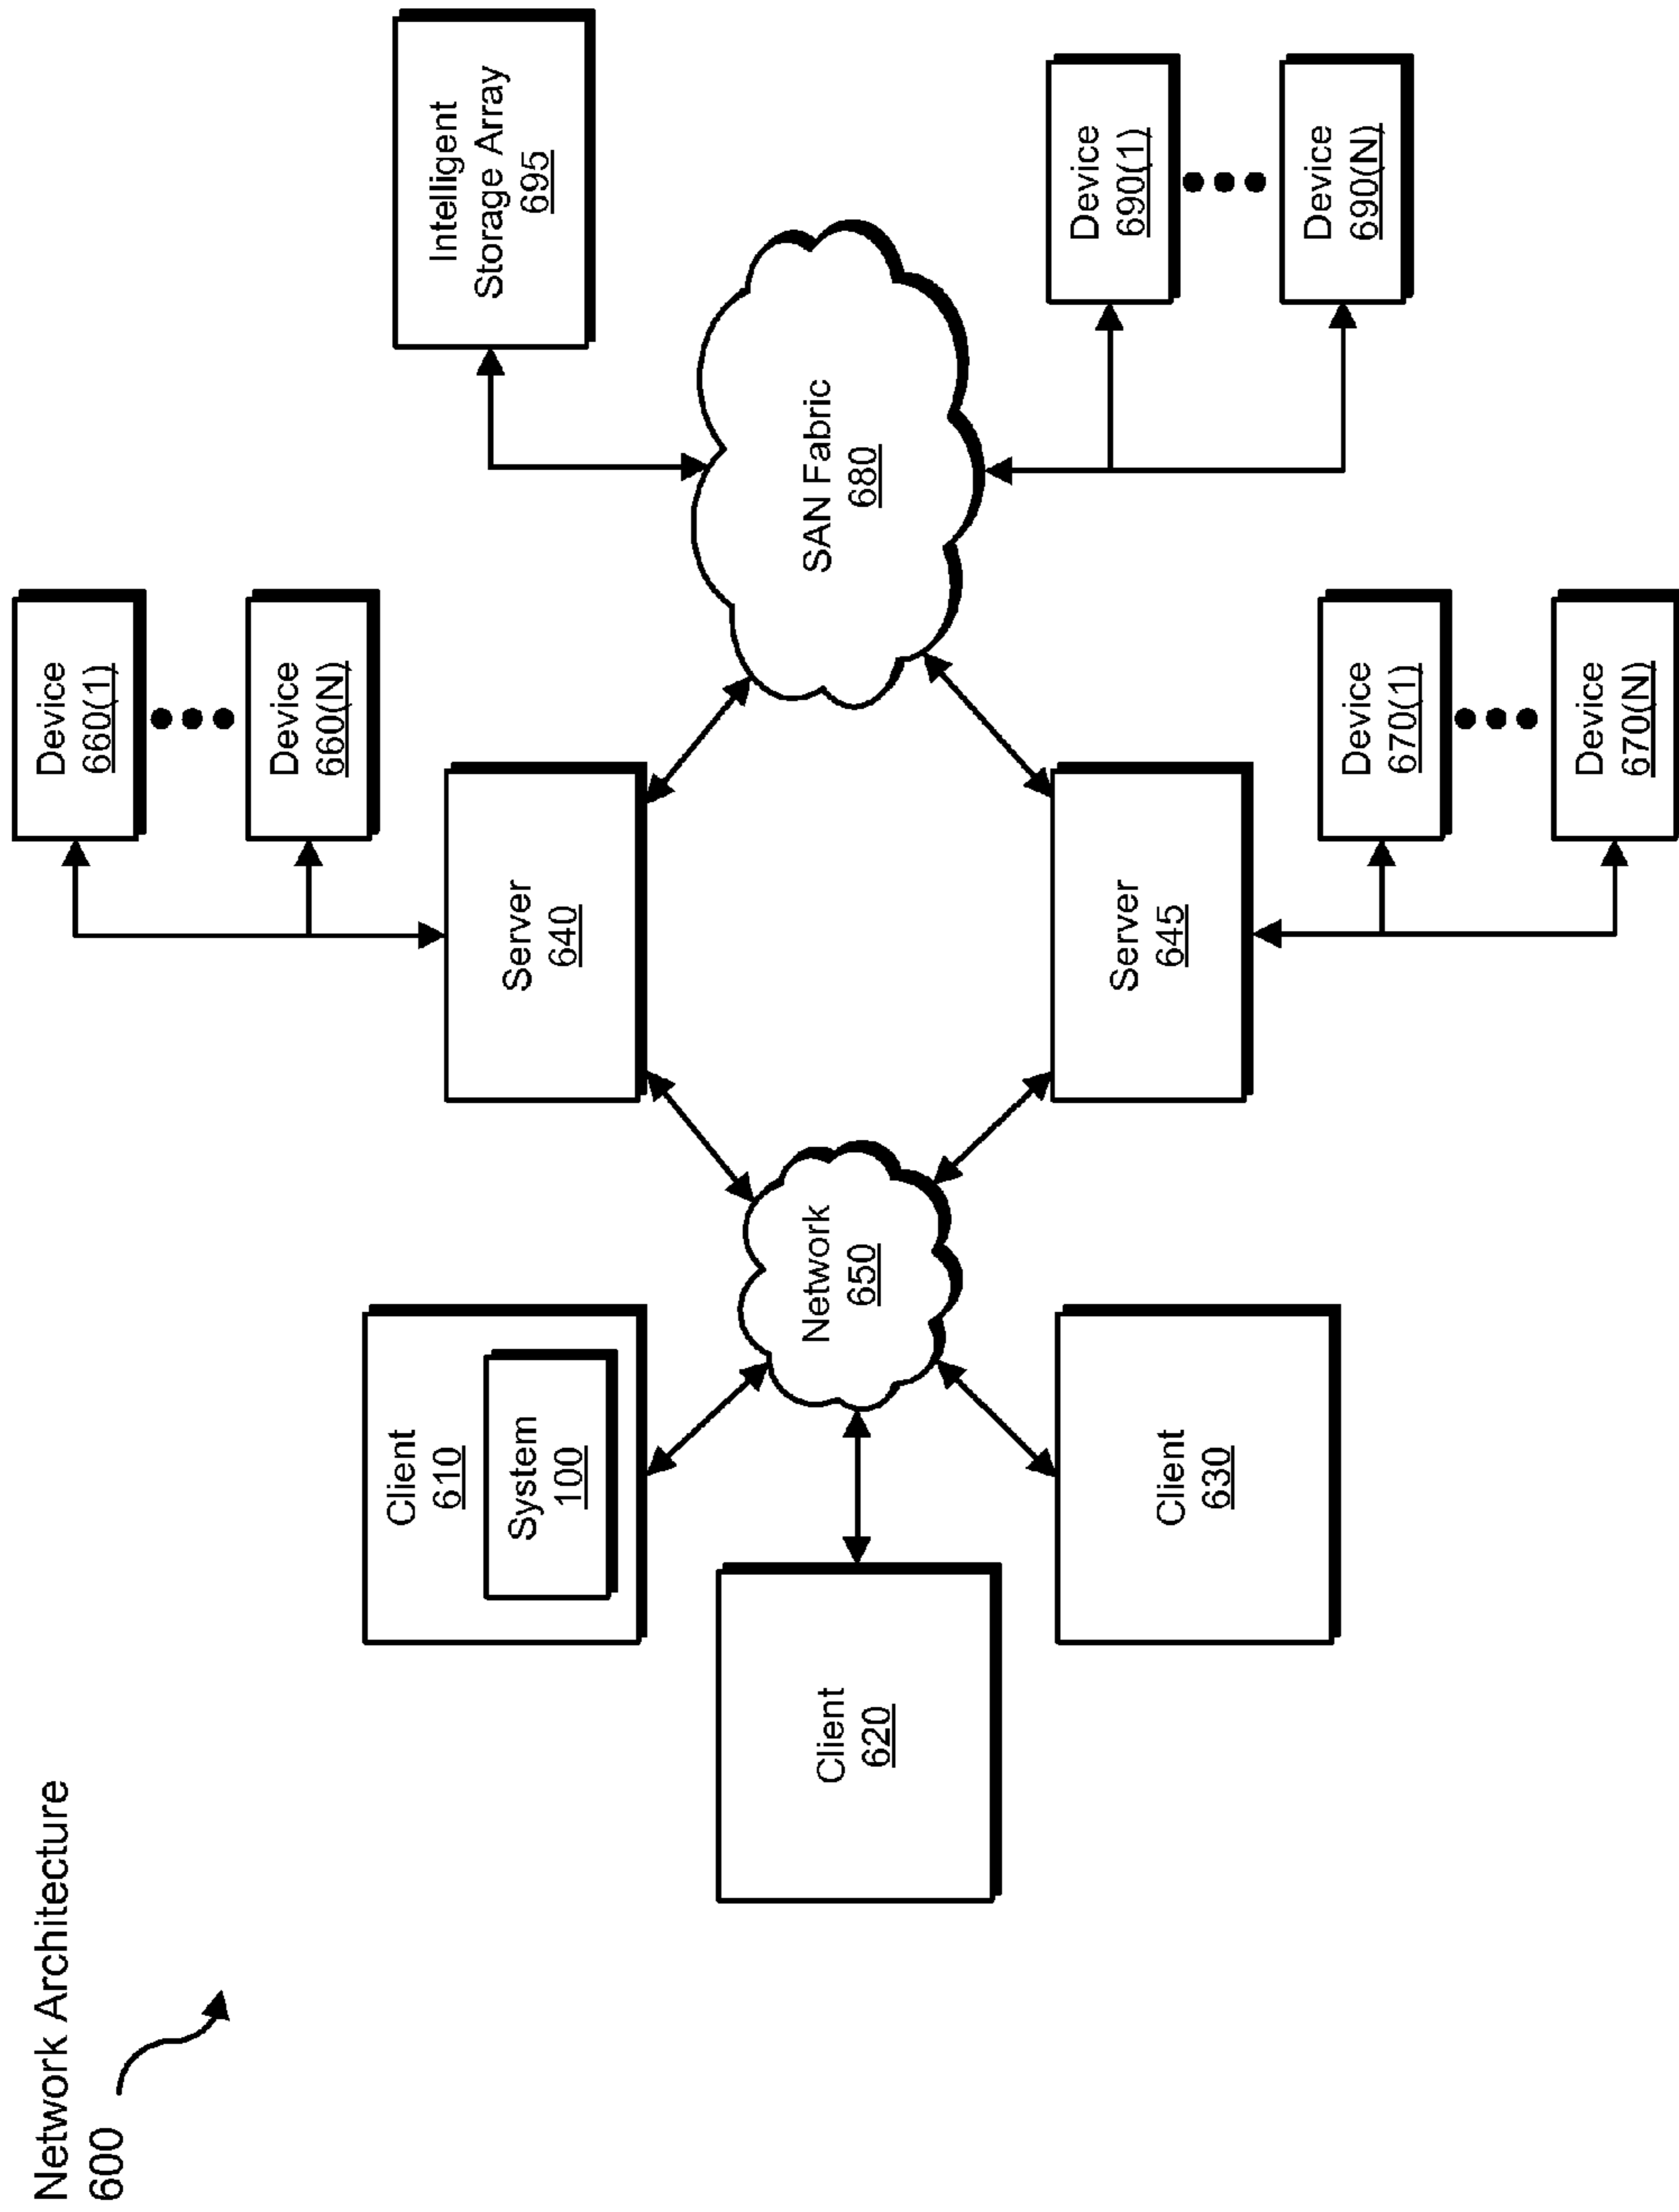 Network Architecture
600
Client
610
System
100
Client
620
Client
630
Network
650
Server
640
Server
645
Device
660(1)
Device
660(N)
Device
670(1)
Device
670(N)
SAN Fabric
680
Intelligent
Storage Array
695
Device
690(1)
Device
690(N)